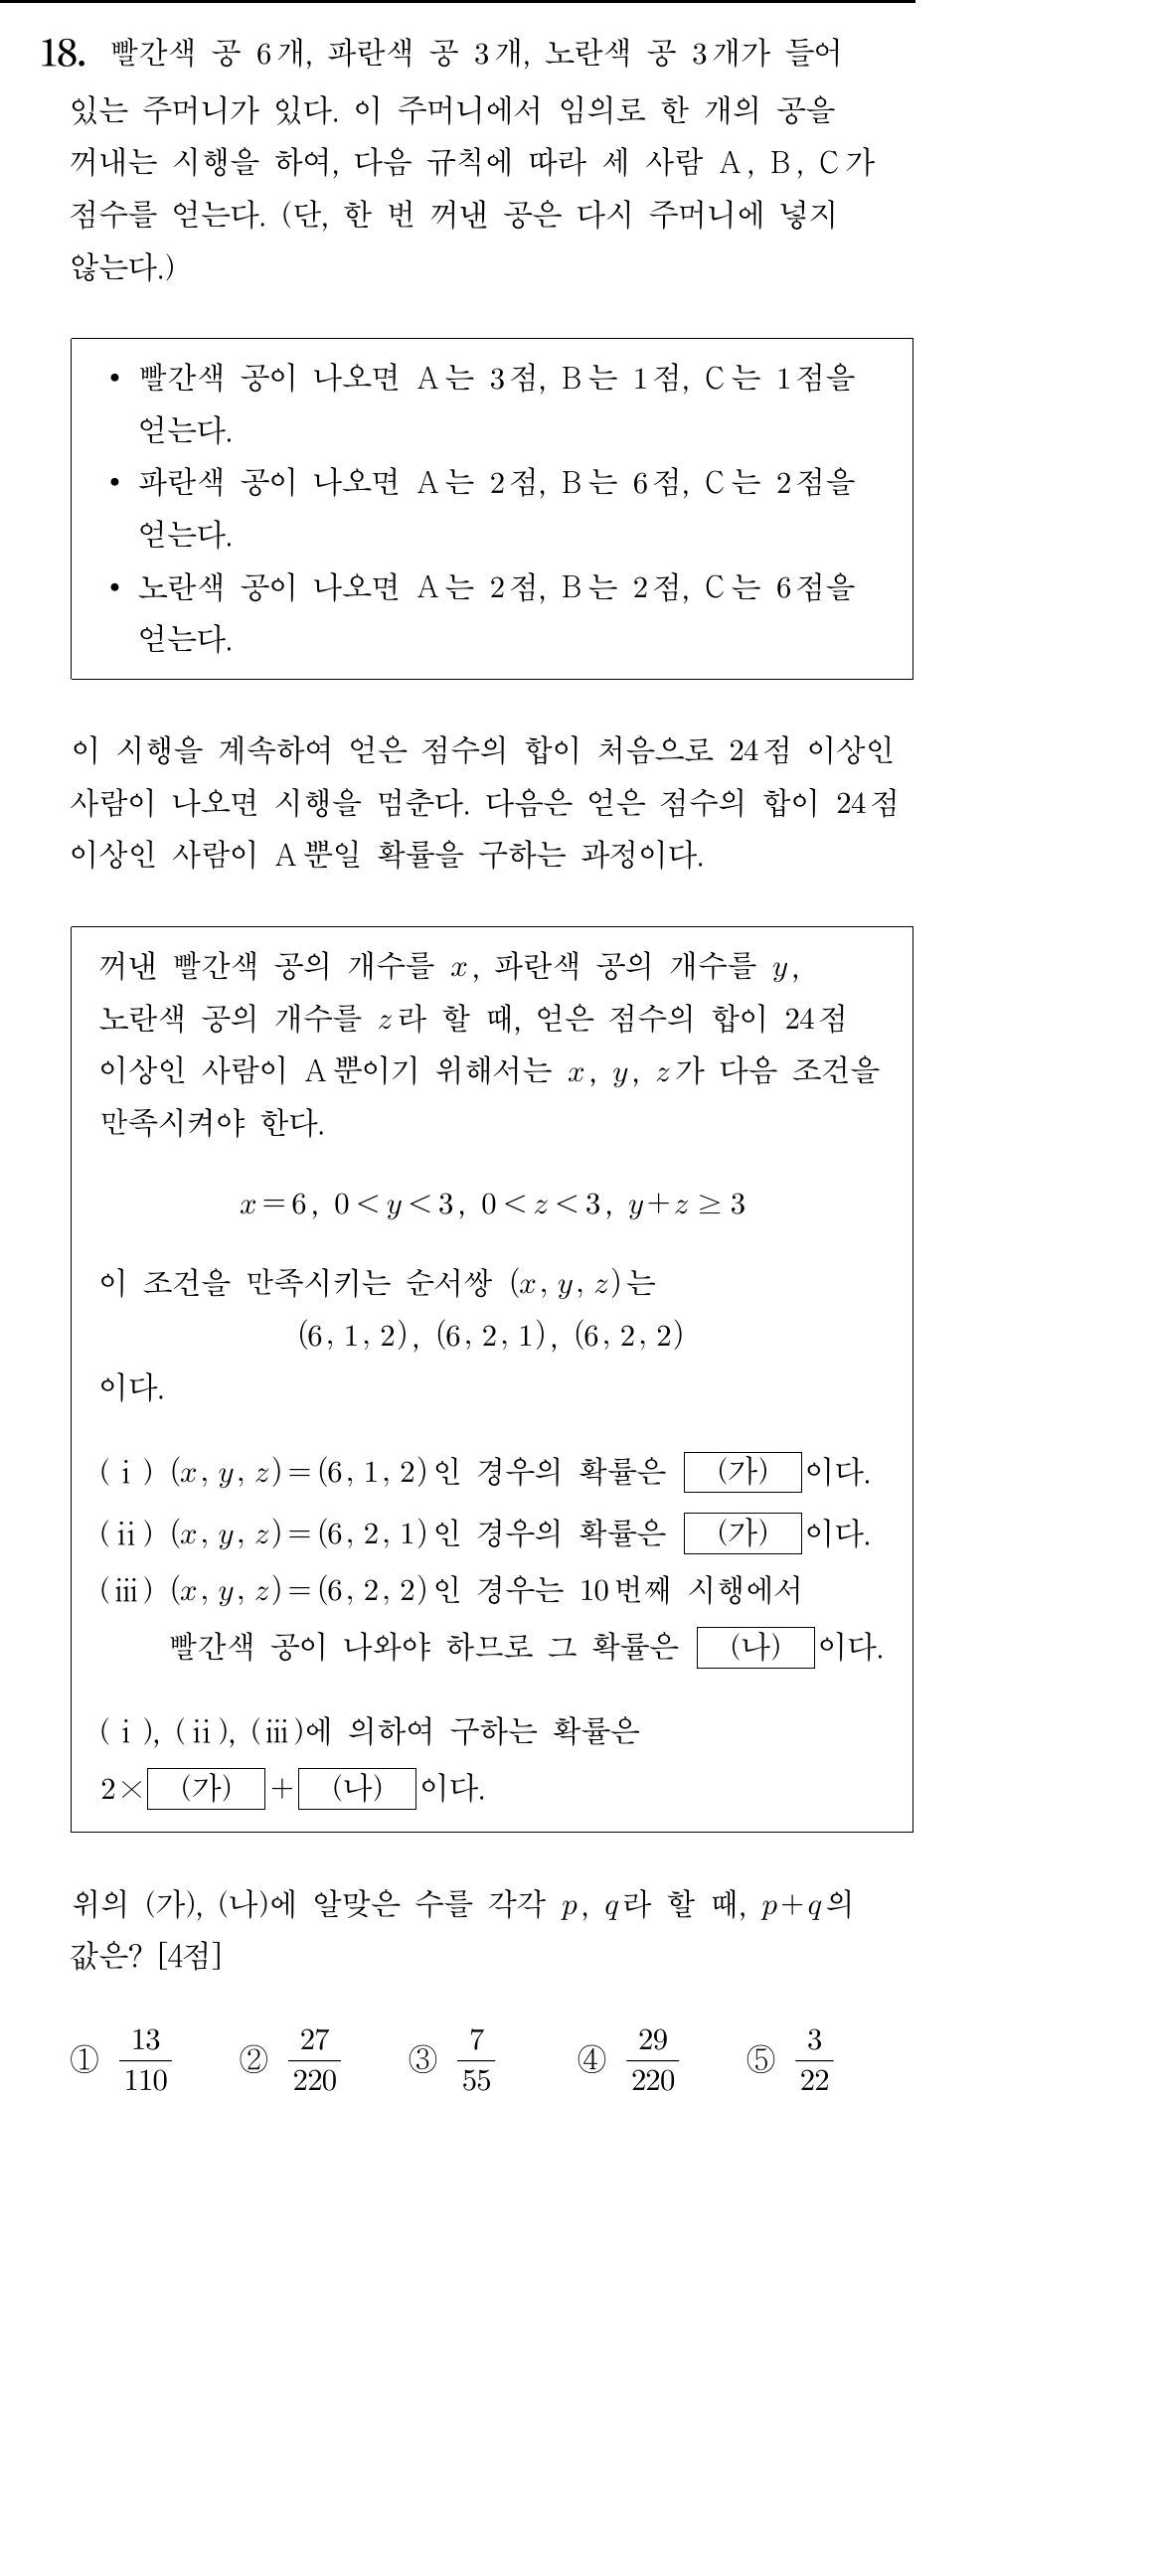 18. 빨간색 공 6개, 파란색 공 3개, 노란색 공 3개가 들어
있는 주머니가 있다. 이 주머니에서 임의로 한 개의 공을
꺼내는 시행을 하여, 다음 규칙에 따라 세 사람 A, B, C가
점수를 얻는다. (단, 한 번 꺼낸 공은 다시 주머니에 넣지
않는다.)
• 빨간색 공이 나오면 A는 3점, B는 1점, C는 1점을
얻는다.
• 파란색 공이 나오면 A는 2점, B는 6점, C는 2점을
얻는다.
• 노란색 공이 나오면 A는 2점, B는 2점, C는 6점을
얻는다.
이 시행을 계속하여 얻은 점수의 합이 처음으로 24점 이상인
사람이 나오면 시행을 멈춘다. 다음은 얻은 점수의 합이 24점
이상인 사람이 A뿐일 확률을 구하는 과정이다.
꺼낸 빨간색 공의 개수를 x, 파란색 공의 개수를 y,
노란색 공의 개수를 z라 할 때, 얻은 점수의 합이 24점
이상인 사람이 A뿐이기 위해서는 x, y, z가 다음 조건을
만족시켜야 한다.
x=6, 0<y<3, 0<z<3, y+z≥3
이 조건을 만족시키는 순서쌍 (x, y, z)는
(6, 1, 2), (6, 2, 1), (6, 2, 2)
이다.
(ⅰ) (x, y, z)=(6, 1, 2)인 경우의 확률은 (가) 이다.
(ⅱ) (x, y, z)=(6, 2, 1)인 경우의 확률은 (가) 이다.
(ⅲ) (x, y, z)=(6, 2, 2)인 경우는 10번째 시행에서
빨간색 공이 나와야 하므로 그 확률은 (나) 이다.
(ⅰ), (ⅱ), (ⅲ)에 의하여 구하는 확률은
2× (가) + (나) 이다.
위의 (가), (나)에 알맞은 수를 각각 p, q라 할 때, p+q의
값은? [4점]
① 13/110 ② 27/220 ③ 7/55 ④ 29/220 ⑤ 3/22